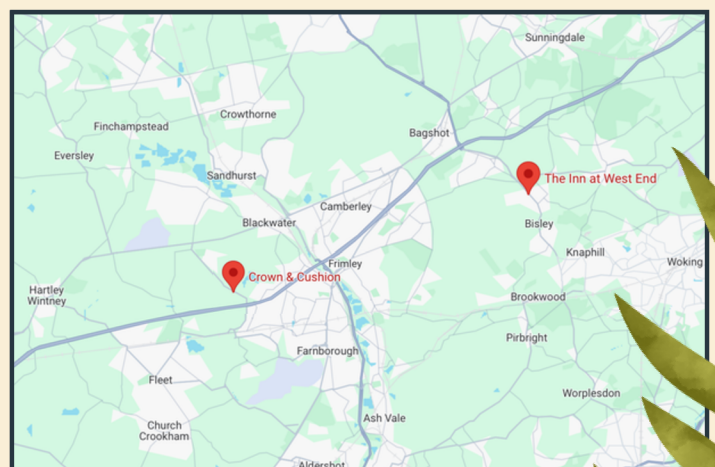 Sunningdale
Crowthorne
Finchampstead
Bagshot
Eversley
Sandhurst
The Inn at West End
Camberley
Blackwater
Bisley
Knaphill
Frimley
Woking
Crown & Cushion
Hartley
Wintney
Brookwood
Pirbright
Farnborough
Fleet
Worplesdon
Ash Vale
Church
Crookham
Aldershot